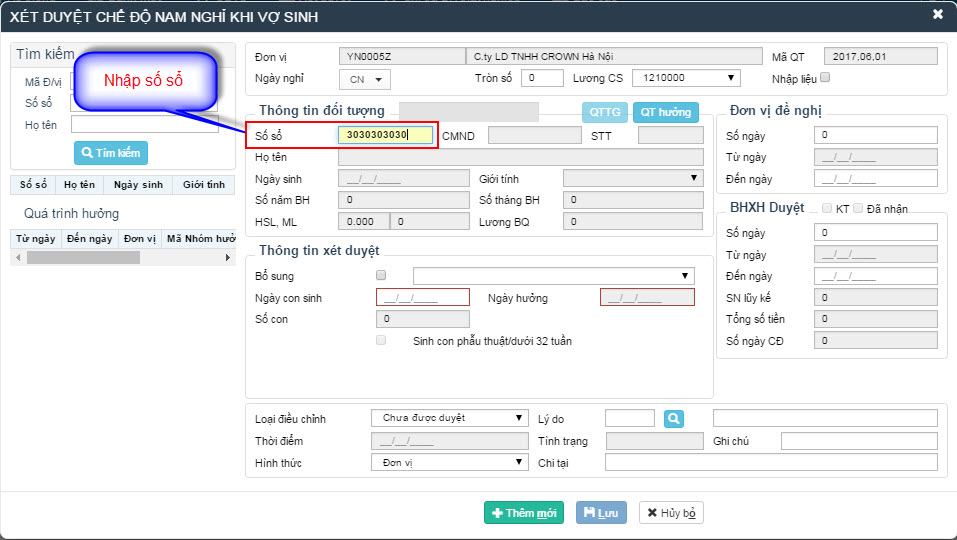 XÉT DUYỆT CHẾ ĐỘ NAM NGHỈ KHI VỢ SINH
Tìm kiếm
Mã Đ/vị
Số sổ
Họ tên
Tìm kiếm
Số sổ Họ tên Ngày sinh Giới tính
Quá trình hưởng
Từ ngày Đến ngày Đơn vị Mã Nhóm hưở
Nhập số sổ
Đơn vị YN0005Z C.ty LD TNHH CROWN Hà Nội Mã QT 2017.06.01
Ngày nghỉ CN Tròn số 0 Lương CS 1210000 Nhập liệu
Thông tin đối tượng QTTG QT hưởng
Số sổ 3030303030 CMND STT
Họ tên
Ngày sinh __/__/____ Giới tính
Số năm BH 0 Số tháng BH 0
HSL, ML 0.000 0 Lương BQ 0
Thông tin xét duyệt
Bổ sung
Ngày con sinh __/__/____ Ngày hưởng __/__/____
Số con 0
Sinh con phẫu thuật/dưới 32 tuần
Đơn vị đề nghị
Số ngày 0
Từ ngày __/__/____
Đến ngày __/__/____
BHXH Duyệt KT Đã nhận
Số ngày 0
Từ ngày __/__/____
Đến ngày __/__/____
SN lũy kế 0
Tổng số tiền 0
Số ngày CĐ 0
Loại điều chỉnh Chưa được duyệt Lý do
Thời điểm __/__/____ Tình trạng Ghi chú
Hình thức Đơn vị Chi tại
Thêm mới Lưu Hủy bỏ